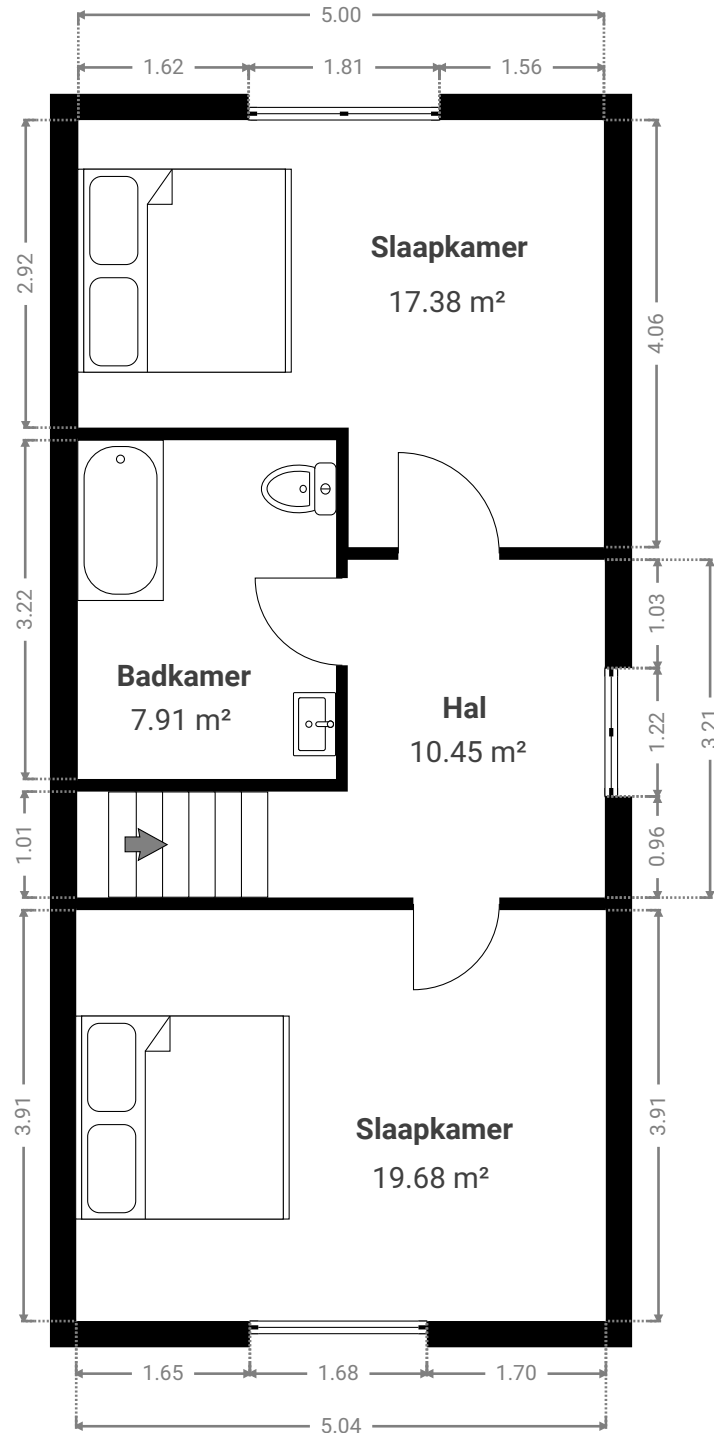 5.00
1.62
1.81
1.56
2.92
4.06
Slaapkamer
17.38 m²
3.22
1.03
1.22
3.21
0.96
Badkamer
7.91 m²
Hal
10.45 m²
1.01
3.91
3.91
Slaapkamer
19.68 m²
1.65
1.68
1.70
5.04